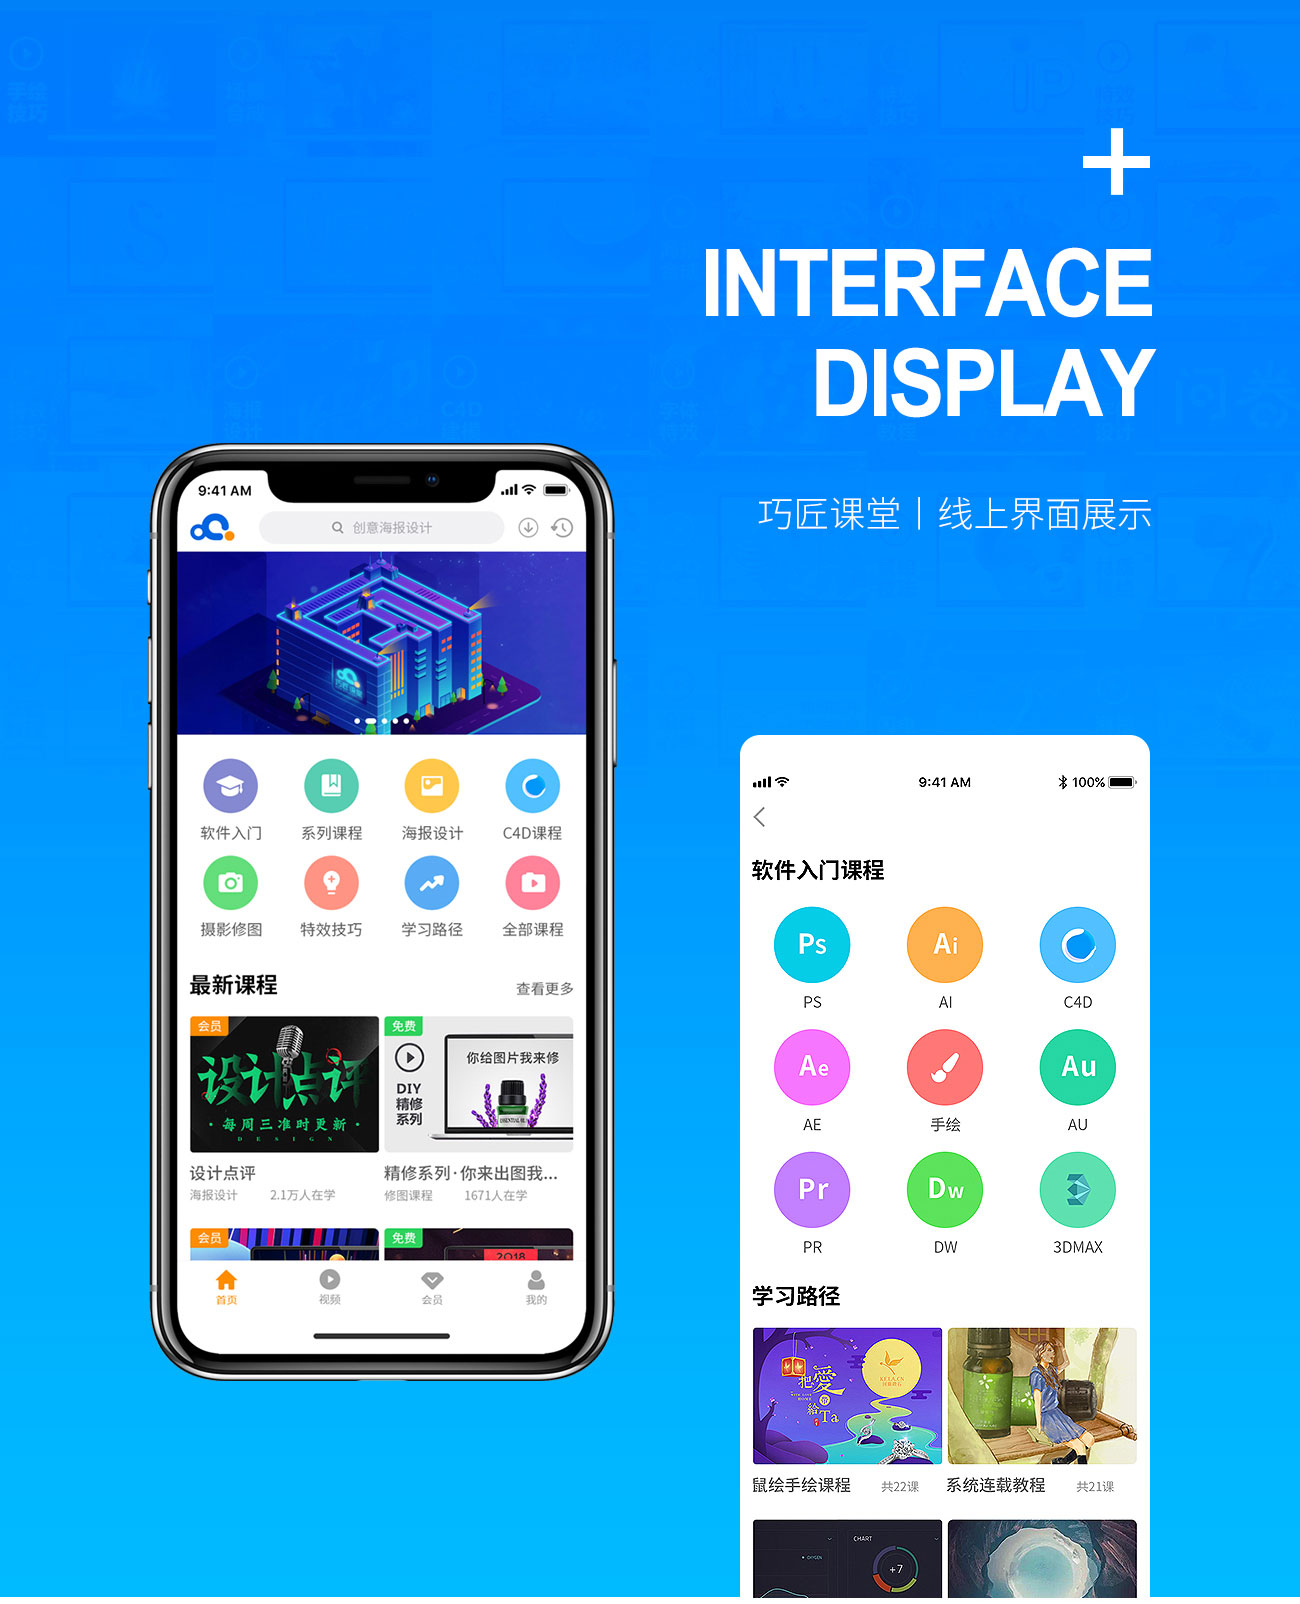 INTERFACE
DISPLAY
巧匠课堂丨线上界面展示
9:41 AM
创意海报设计
软件入门
系列课程
海报设计
C4D课程
摄影修图
特效技巧
学习路径
全部课程
最新课程
查看更多
会员
设计点评
·每周三准时更新·
DESIGN
设计点评
海报设计
2.1万人在学
免费
DIY
精修
系列
你给图片我来修
精修系列·你来出图我...
修图课程
1671人在学
会员
免费
2018
首页
视频
会员
我的
9:41 AM
100%
软件入门课程
Ps
Ai
PS
AI
C4D
Ae
Au
AE
手绘
AU
Pr
Dw
PR
DW
3DMAX
学习路径
把愛
給Ta
KELA.CN
鼠绘手绘课程
共22课
系统连载教程
共21课
OXYGEN
CHART
+7